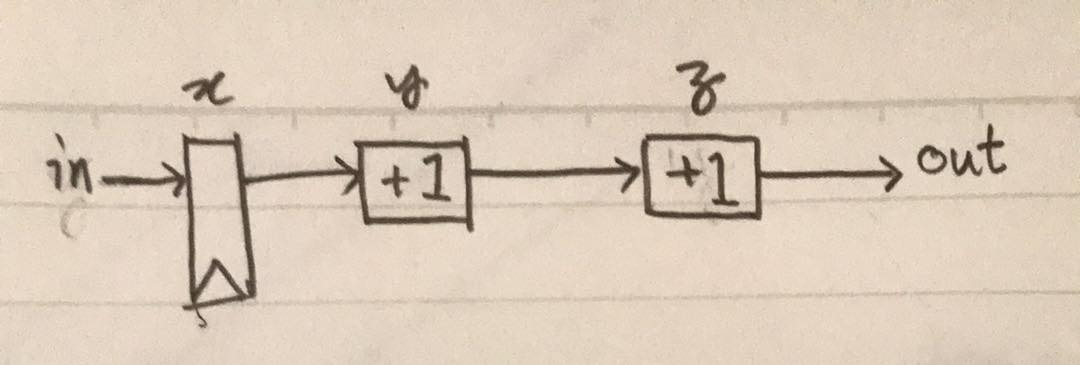 x y z
in +1 +1 out